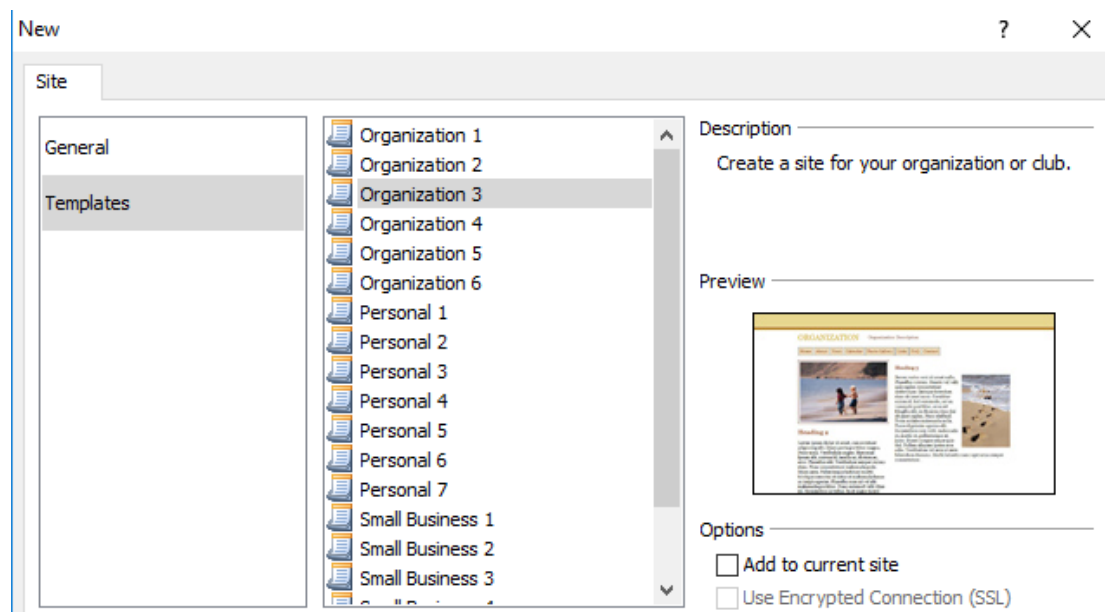 New
?
Site
General
Templates
Organization 1
Organization 2
Organization 3
Organization 4
Organization 5
Organization 6
Personal 1
Personal 2
Personal 3
Personal 4
Personal 5
Personal 6
Personal 7
Small Business 1
Small Business 2
Small Business 3
Description
Create a site for your organization or club.
Preview
ORGANIZATION
Heading 2
Options
Add to current site
Use Encrypted Connection (SSL)